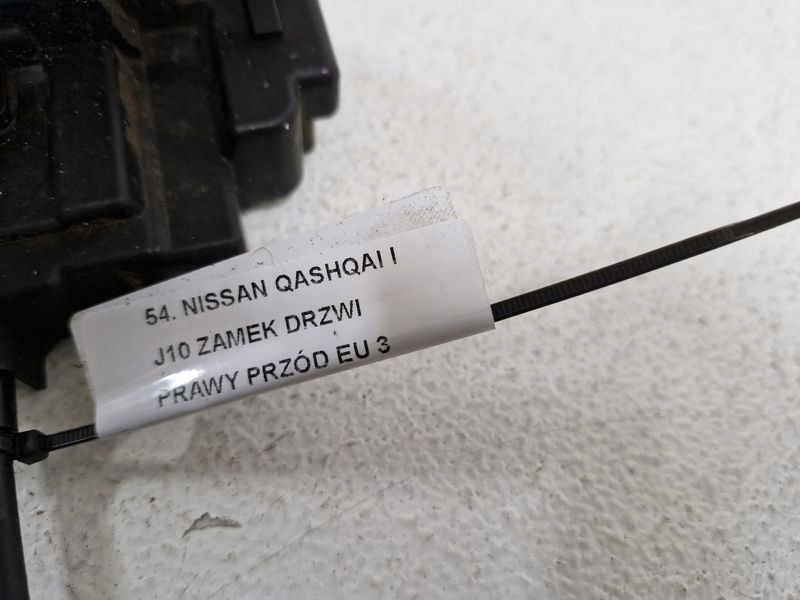 54. NISSAN QASHQAI I
J10 ZAMEK DRZWI
PRAWY PRZÓD EU 3